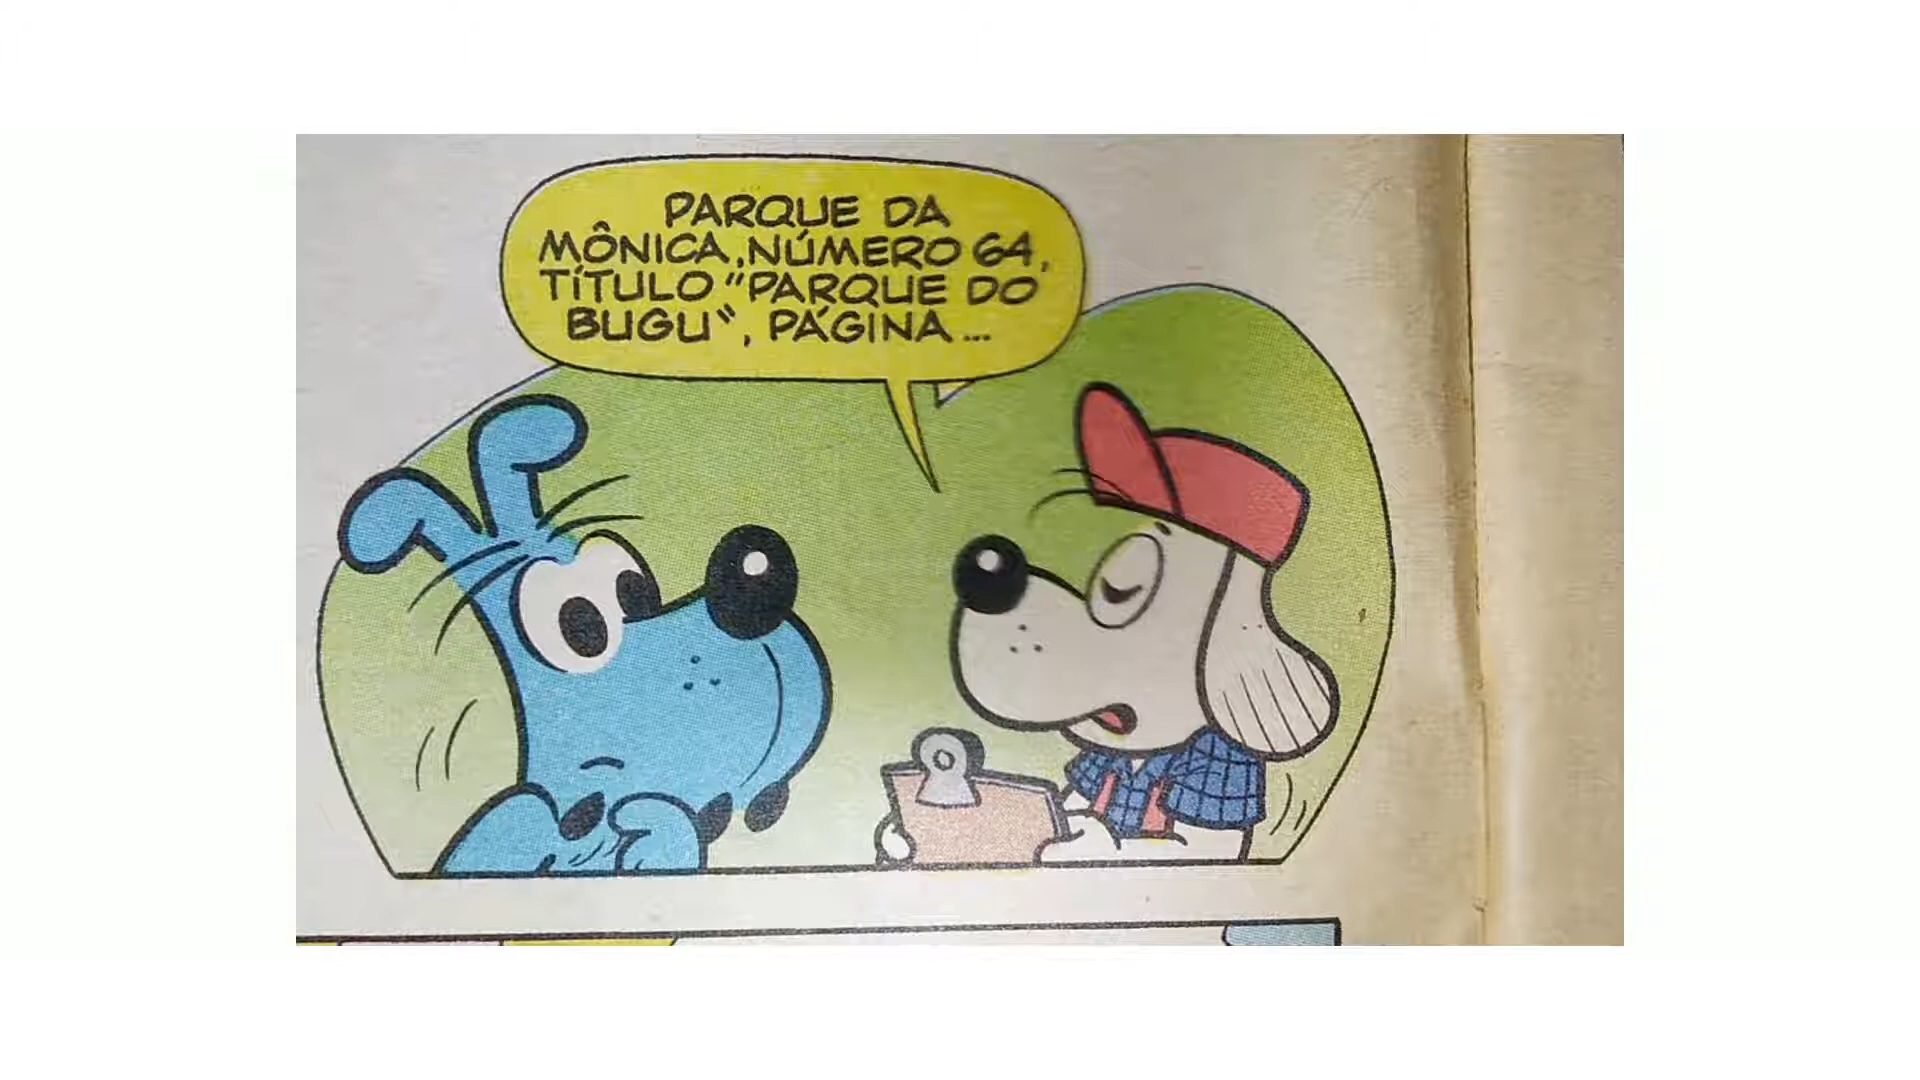 PARQUE DA
MÔNICA, NÚMERO 64,
TÍTULO "PARQUE DO
BUGU", PÁGINA...